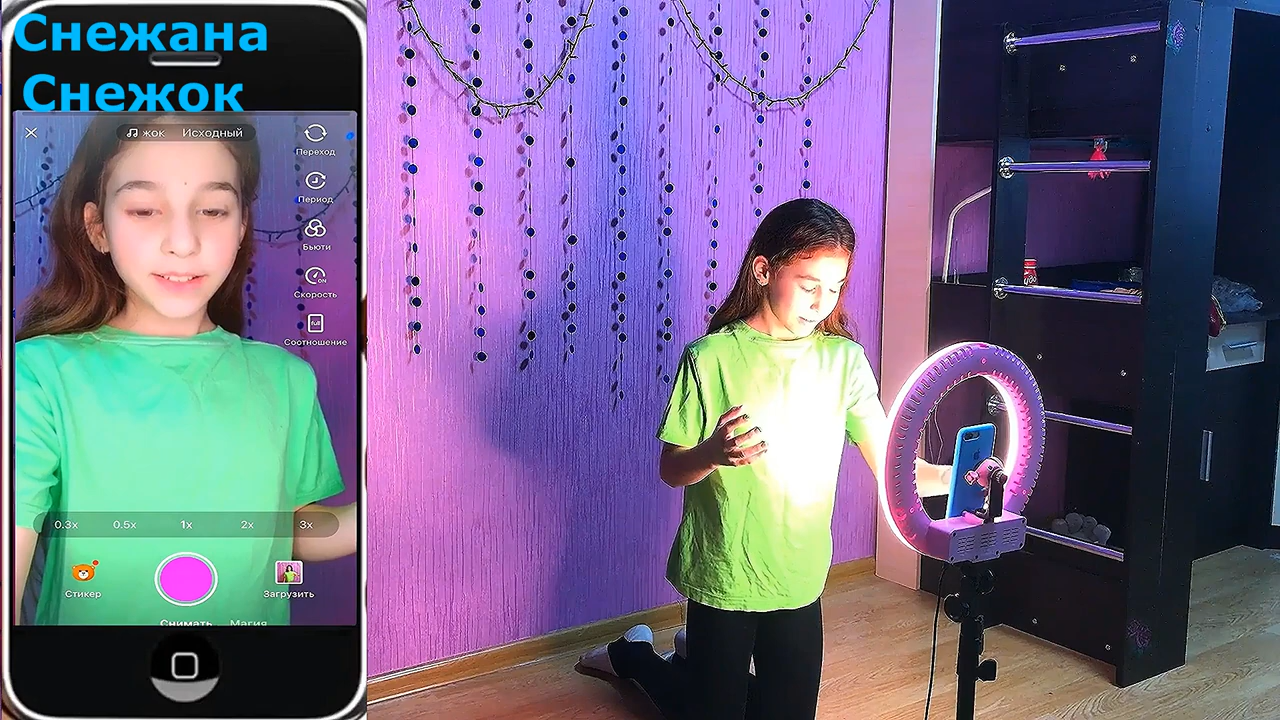 Снежана
Снежок
жок Исходный
Переход
Период
Бьюти
Скорость
full
Соотношение
0.3x 0.5x 1x 2x 3x
Стикер
Загрузить
Снимать Магия